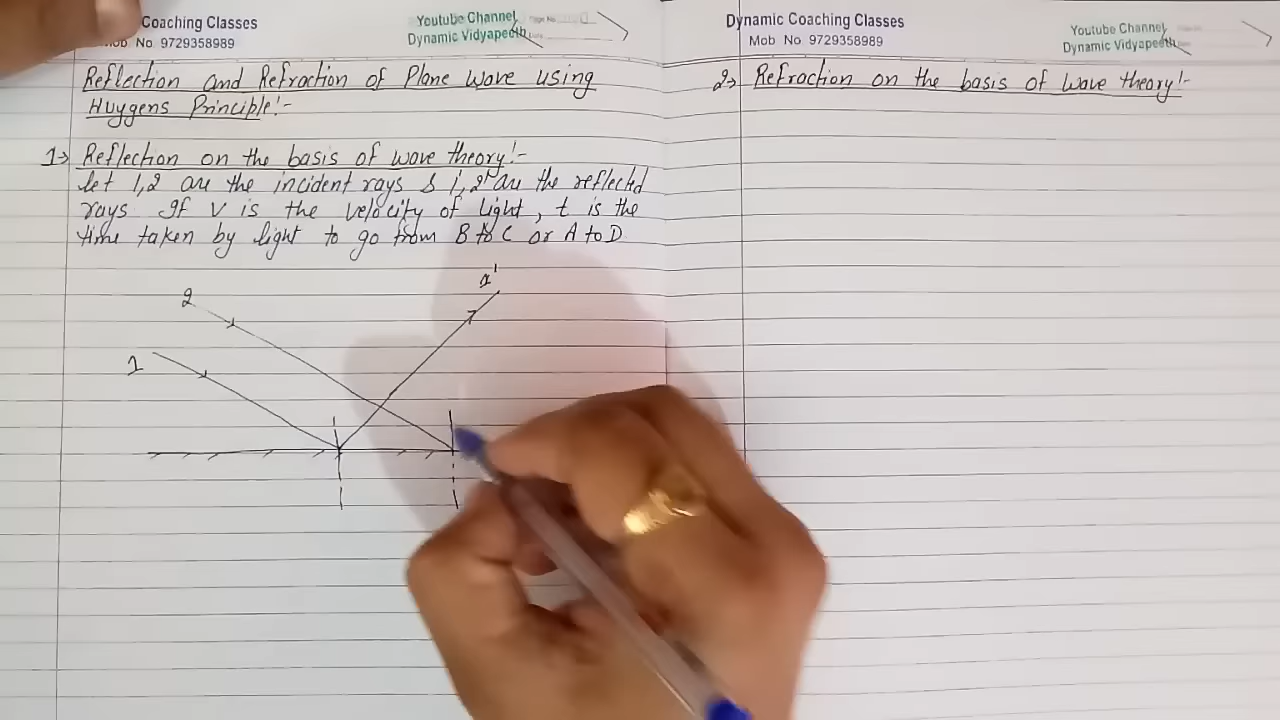 Coaching Classes
Mob No. 9729358989
Youtube Channel
Dynamic Vidyapeeth
Page No.
Date
Reflection and Refraction of Plane wave using
Huygens Principle:-
1→ Reflection on the basis of wave theory:-
Let 1,2 are the incident rays & 1',2' are the reflected
rays. If v is the velocity of light, t is the
time taken by light to go from B to C or A to D
2
1'
1
Dynamic Coaching Classes
Mob No 9729358989
Youtube Channel
Dynamic Vidyapeeth
2→ Refraction on the basis of wave theory:-